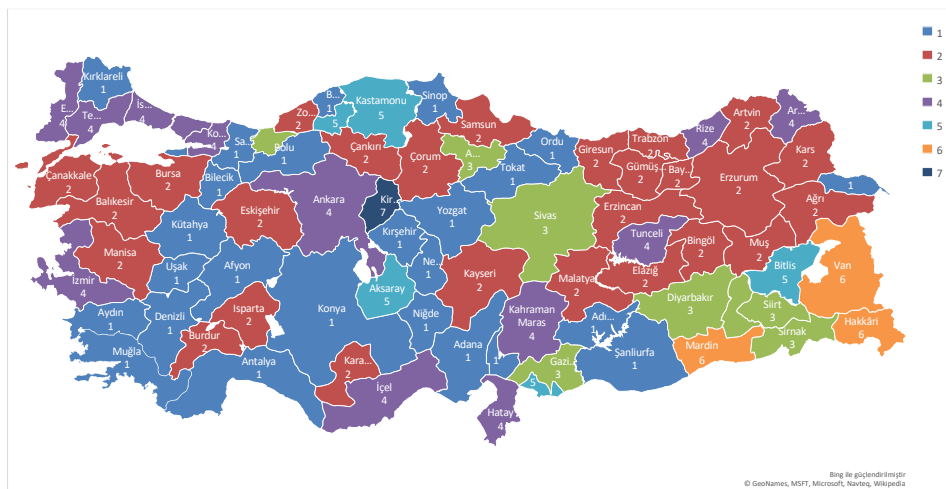 1
2
3
4
5
6
7
Kırklareli
1
E...
4
Te...
4
İs...
4
Ko...
4
Sa...
1
Bolu
1
Zo...
2
B...
1
5
Kastamonu
5
Sinop
1
Samsun
2
Çankırı
2
Çorum
2
A...
3
Tokat
1
Ordu
1
Giresun
2
Trabzon
2
Gümüş...
2
Bay...
2
Rize
4
Artvin
2
Ar...
4
Kars
2
1
Ağrı
2
Erzurum
2
Erzincan
2
Çanakkale
2
Balıkesir
2
Bursa
2
Bilecik
1
Kütahya
1
Eskişehir
2
Ankara
4
Kir...
7
Kırşehir
1
Yozgat
1
Sivas
3
Tunceli
4
Bingöl
2
Muş
2
Bitlis
5
Van
6
Manisa
2
İzmir
4
Uşak
1
Afyon
1
Aydın
1
Denizli
1
Muğla
1
Burdur
2
Isparta
2
Antalya
1
Konya
1
Aksaray
5
Ne...
1
Niğde
1
Kayseri
2
Malatya
2
Elazığ
2
Diyarbakır
3
Siirt
3
Sirnak
3
Hakkâri
6
Mardin
6
Şanliurfa
1
Adı...
1
Kahraman
Maras
4
Gazi...
3
5
1
Adana
1
Kara...
2
İçel
4
Hatay
4
Bing ile güçlendirilmiştir
© GeoNames, MSFT, Microsoft, Navteq, Wikipedia